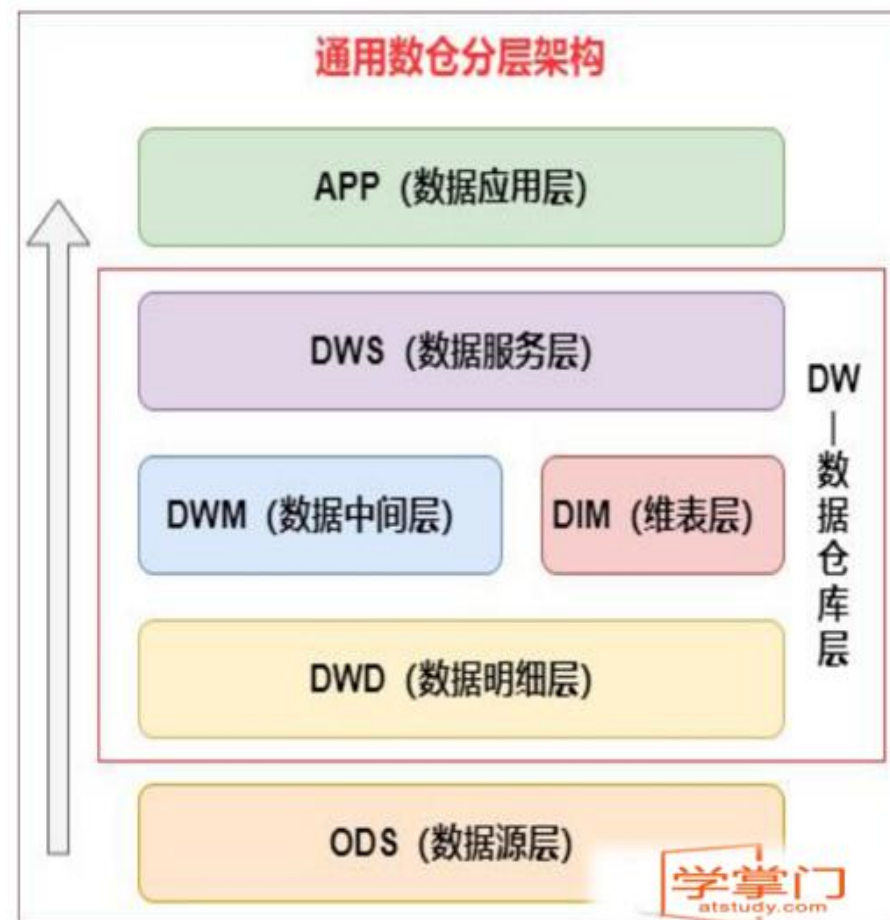 通用数仓分层架构
APP (数据应用层)
DWS (数据服务层)
DW
|
数
据
仓
库
层
DWM (数据中间层)
DIM (维表层)
DWD (数据明细层)
ODS (数据源层)
学掌门
atstudy.com